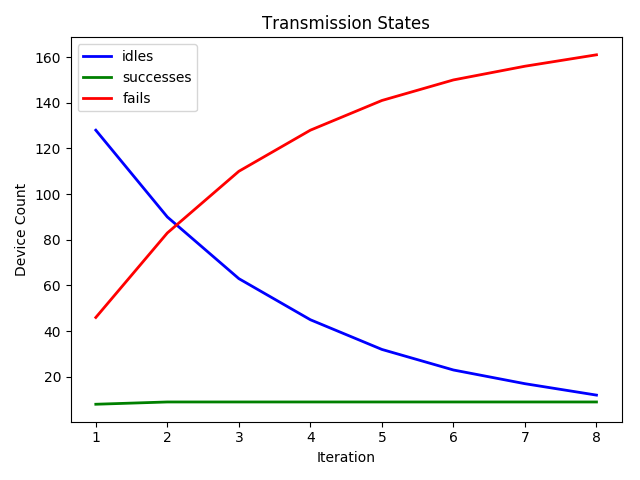 Transmission States
idles
successes
fails
160
140
120
100
80
60
40
20
Device Count
1 2 3 4 5 6 7 8
Iteration